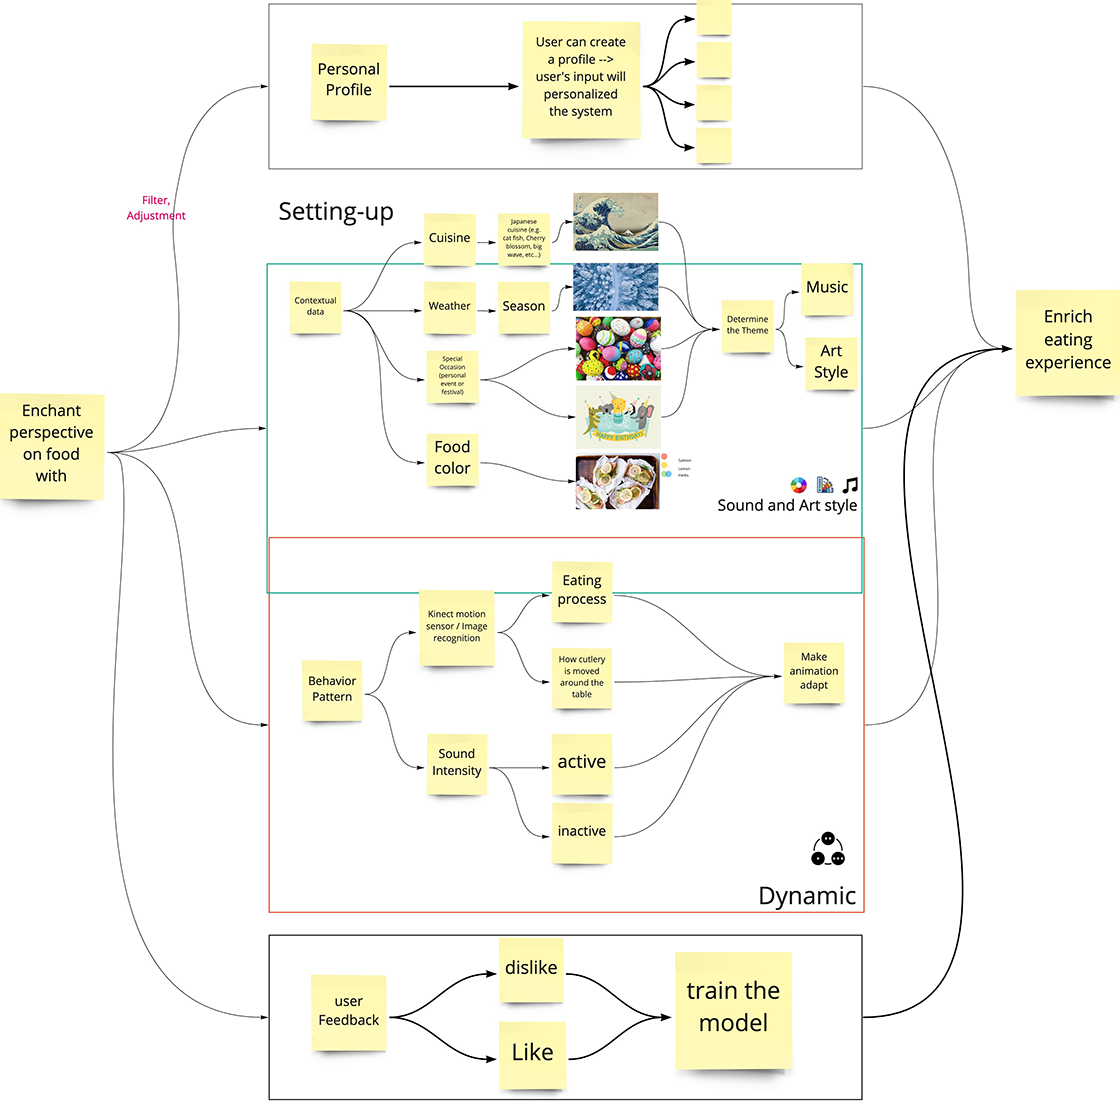 Personal
Profile
User can create
a profile -->
user's input will
personalized
the system
Filter,
Adjustment
Setting-up
Contextual
data
Cuisine
Japanese
cuisine (e.g.
cat fish, Cherry
blossom, big
wave, etc...)
Weather
Season
Special
Occasion
(personal
event or
festival)
Food
color
HAPPY BIRTHDAY!
Salmon
Lemon
Herbs
Determine
the Theme
Music
Art
Style
Sound and Art style
Enchant
perspective
on food
with
Enrich
eating
experience
Behavior
Pattern
Kinect motion
sensor / Image
recognition
Eating
process
How cutlery
is moved
around the
table
Sound
Intensity
active
inactive
Make
animation
adapt
Dynamic
user
Feedback
dislike
Like
train the
model